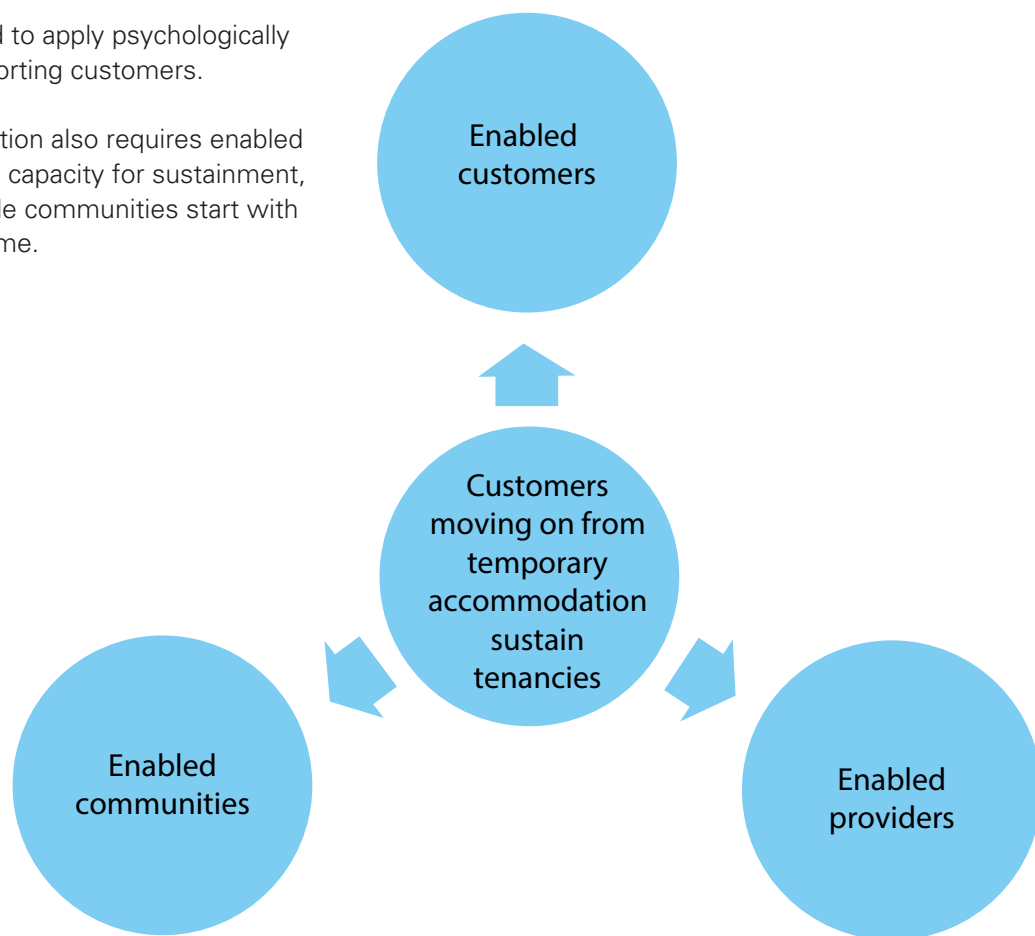 to apply psychologically
orting customers.
tion also requires enabled
capacity for sustainment,
le communities start with
me.
Enabled
customers
Customers
moving on from
temporary
accommodation
sustain
tenancies
Enabled
communities
Enabled
providers